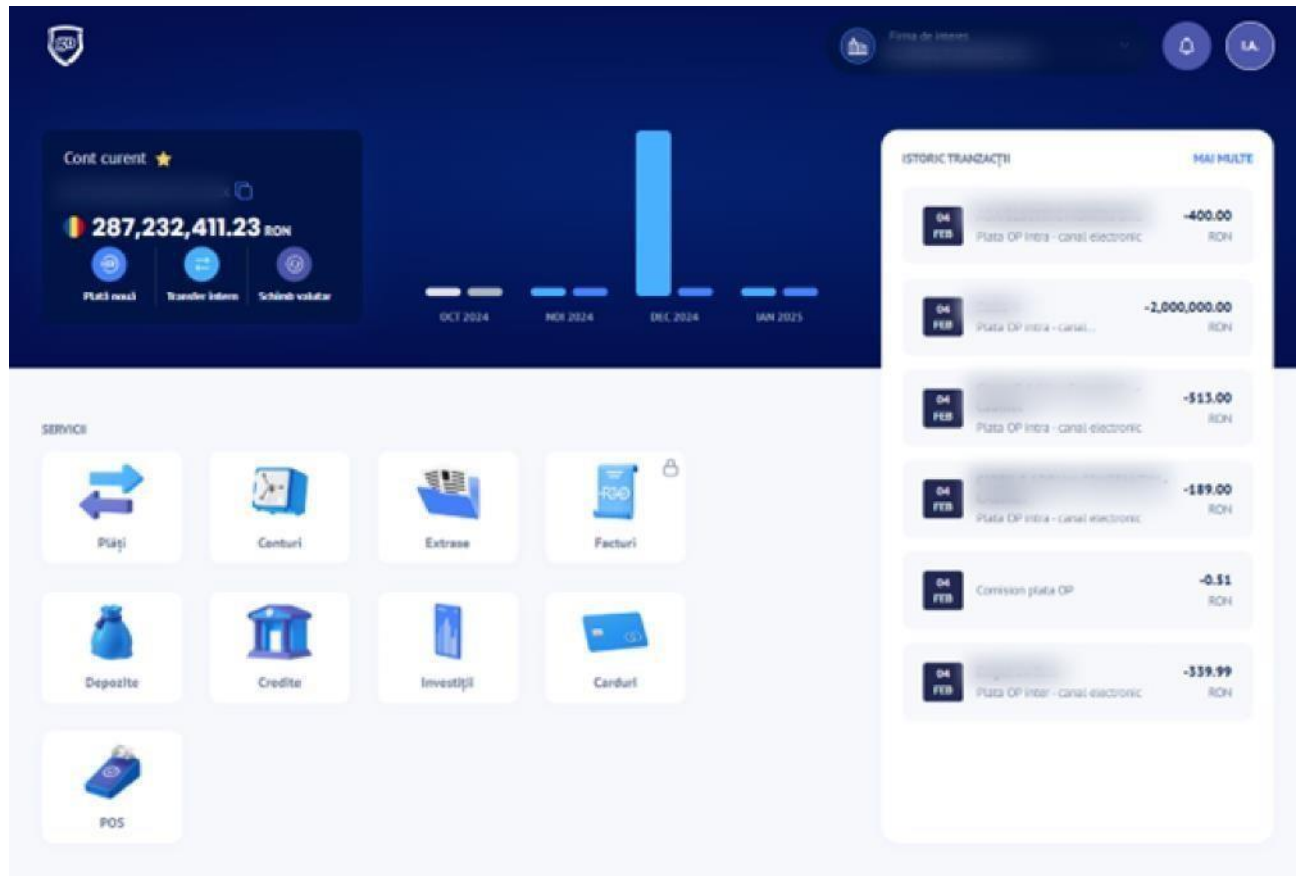 Firma de interes
I.A.
Cont curent
287,232,411.23 RON
Plată nouă
Transfer intern
Schimb valutar
OCT 2024
NOI 2024
DEC 2024
IAN 2025
ISTORIC TRANZACȚII
MAI MULTE
04 FEB
-400.00
Plata OP intra - canal electronic
RON
04 FEB
-2,000,000.00
Plata OP intra - canal...
RON
04 FEB
-513.00
Plata OP intra - canal electronic
RON
04 FEB
-189.00
Plata OP intra - canal electronic
RON
04 FEB
Comision plata OP
-0.51
RON
04 FEB
-339.99
Plata OP inter - canal electronic
RON
SERVICII
Plăți
Conturi
Extrase
Facturi
Depozite
Credite
Investiții
Carduri
POS